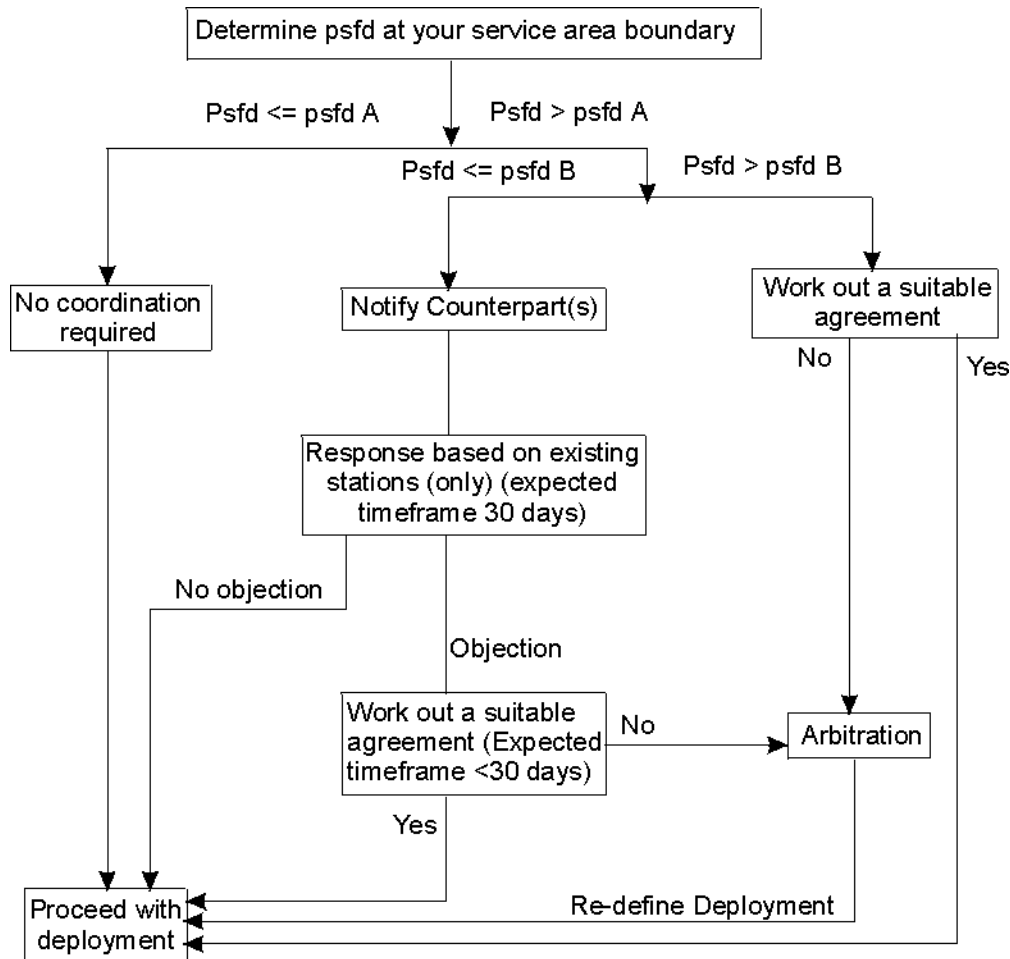 Determine psfd at your service area boundary
Psfd <= psfd A
Psfd > psfd A
Psfd <= psfd B
Psfd > psfd B
No coordination
required
Notify Counterpart(s)
Work out a suitable
agreement
No
Yes
Response based on existing
stations (only) (expected
timeframe 30 days)
No objection
Objection
Work out a suitable
agreement (Expected
timeframe <30 days)
No
Arbitration
Yes
Re-define Deployment
Proceed with
deployment